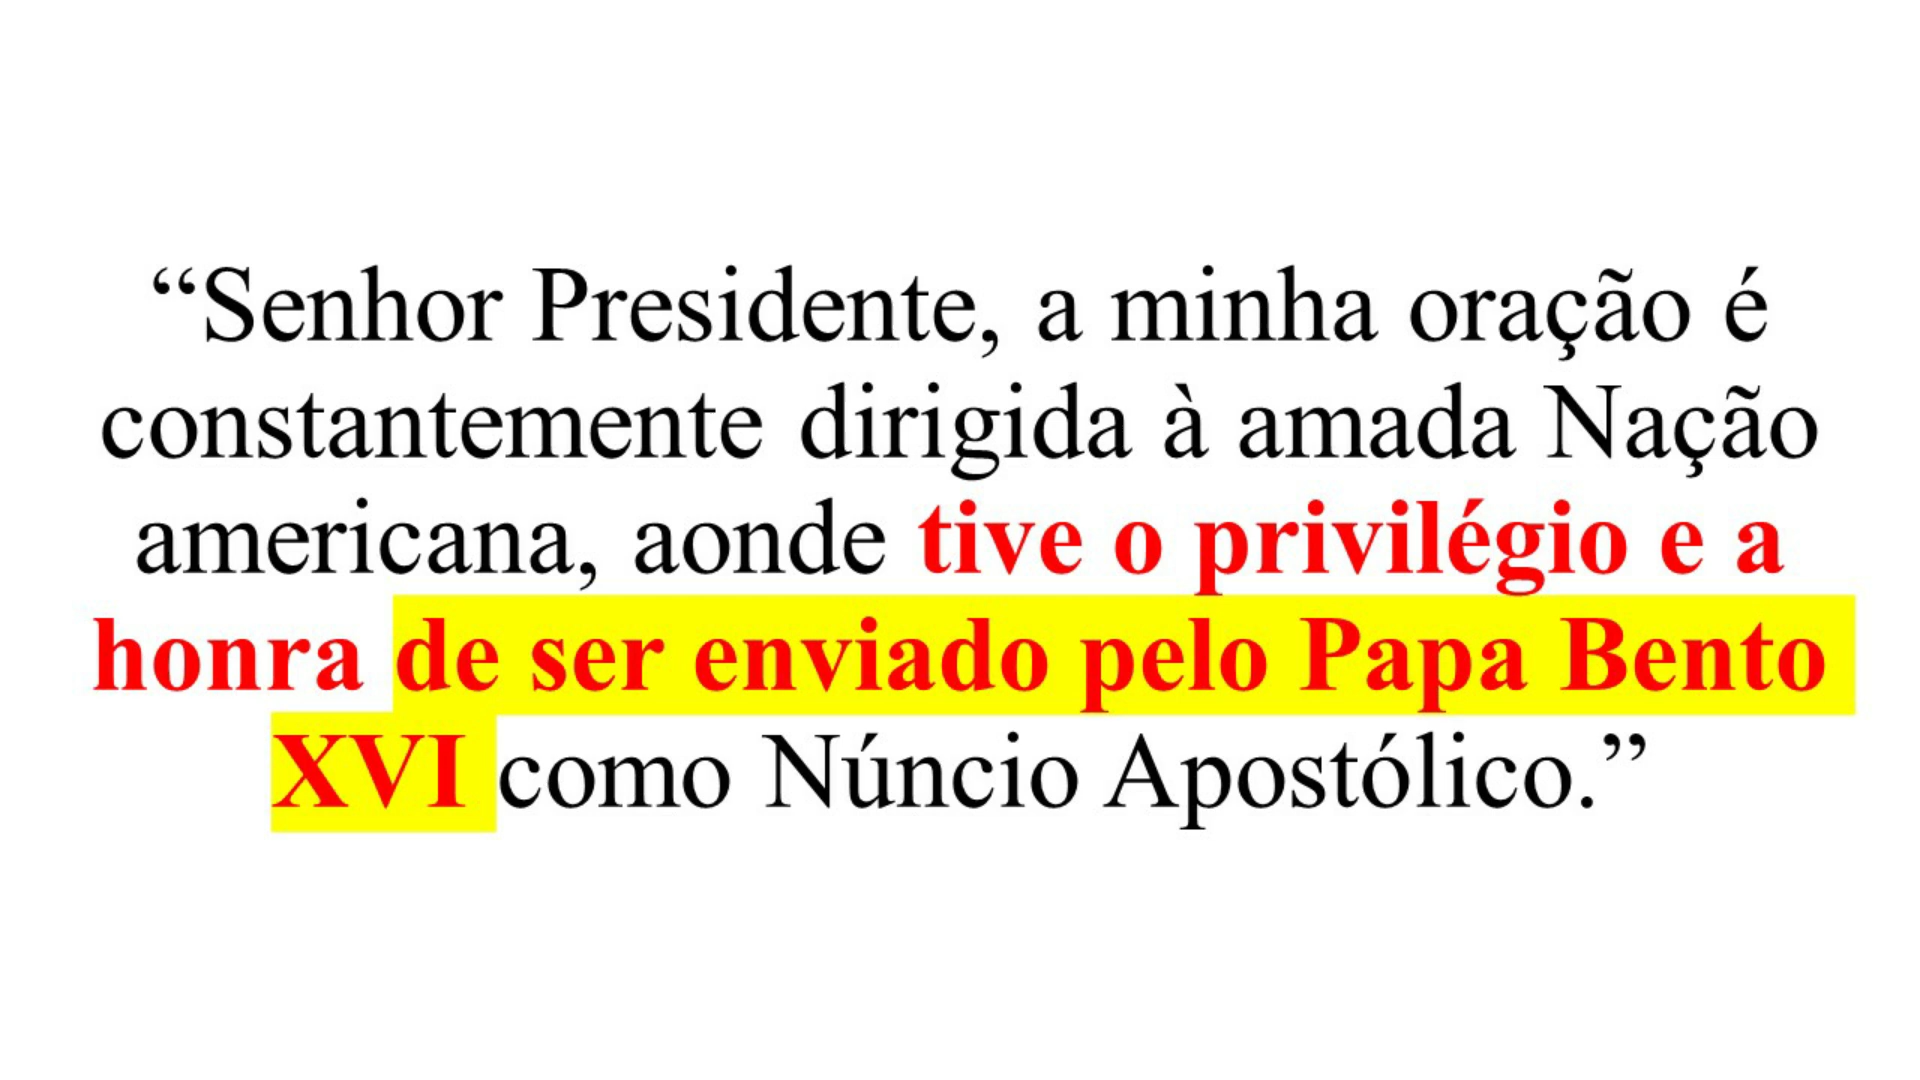 “Senhor Presidente, a minha oração é
constantemente dirigida à amada Nação
americana, aonde tive o privilégio e a
honra de ser enviado pelo Papa Bento
XVI como Núncio Apostólico.”